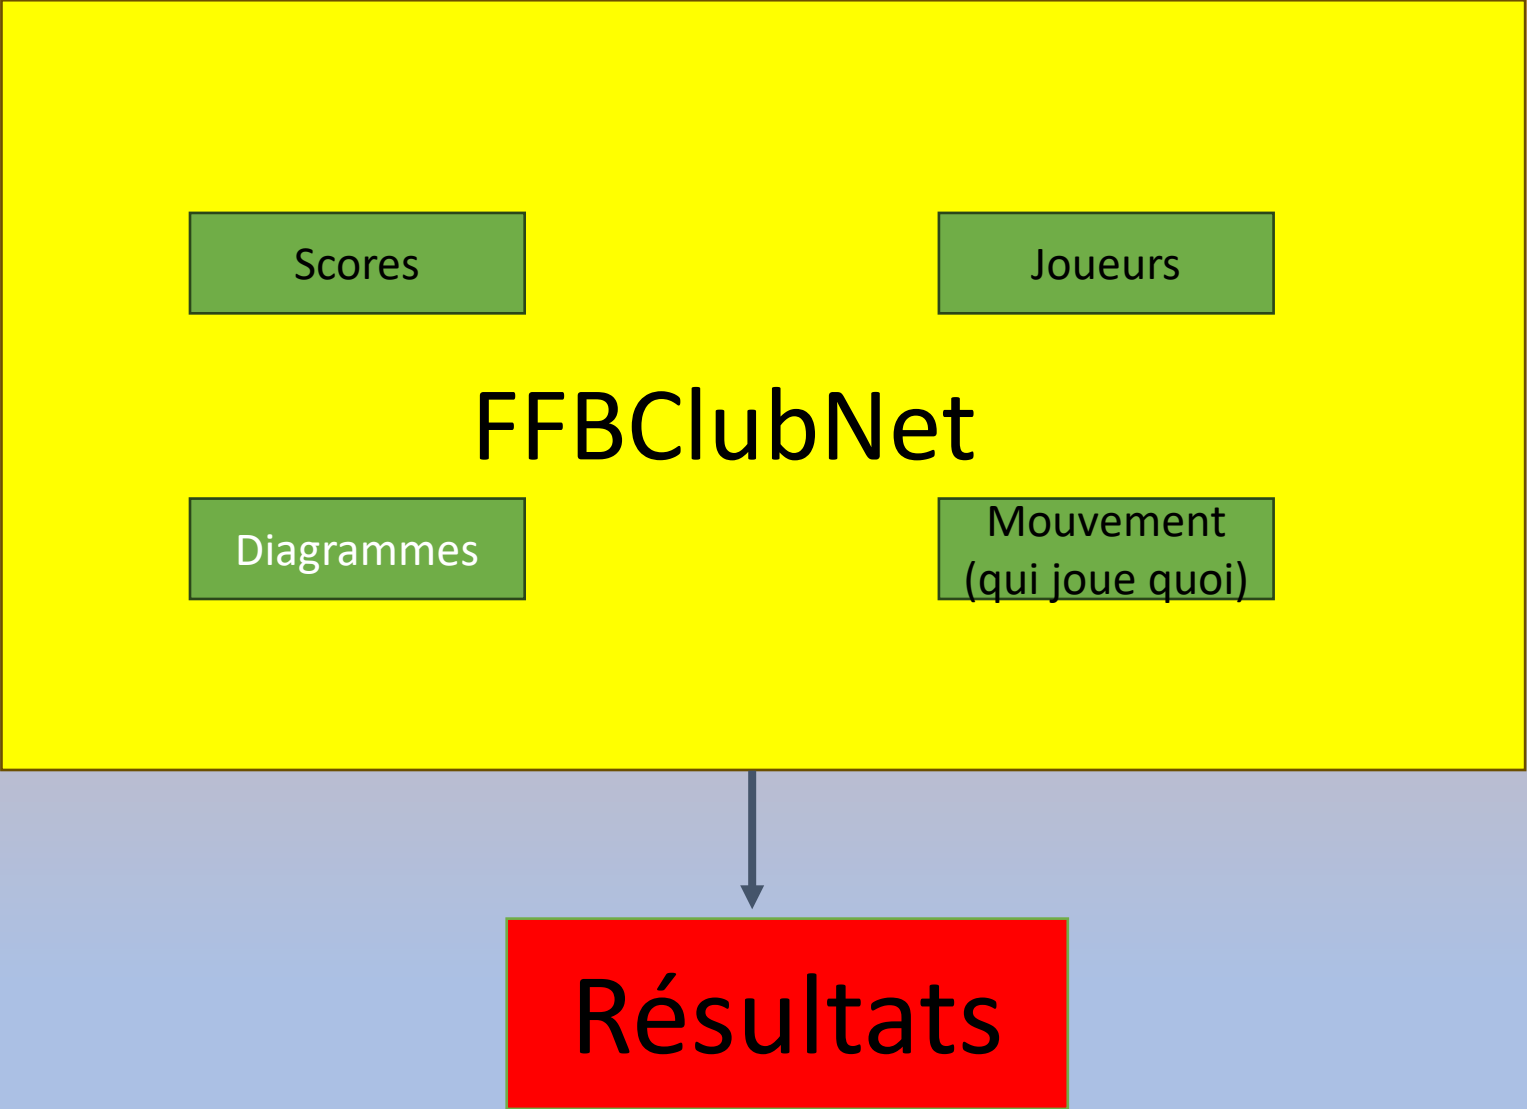 Scores
Joueurs
FFBClubNet
Diagrammes
Mouvement
(qui joue quoi)
Résultats